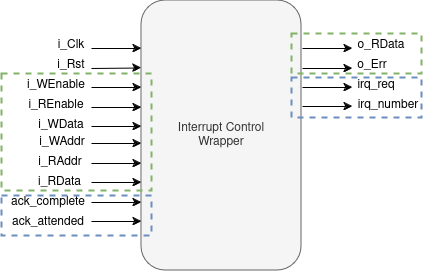 i_Clk
i_Rst
i_WEnable
i_REnable
i_WData
i_WAddr
i_RAddr
i_RData
ack_complete
ack_attended
Interrupt Control
Wrapper
o_RData
o_Err
irq_req
irq_number